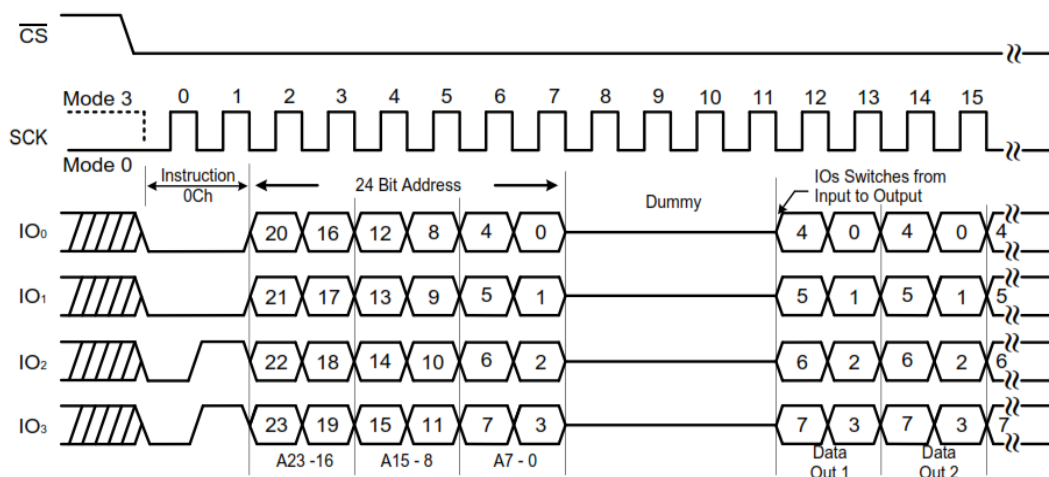 CS
Mode 3 0 1 2 3 4 5 6 7 8 9 10 11 12 13 14 15
SCK
Mode 0
Instruction
0Ch
24 Bit Address
Dummy
IOs Switches from
Input to Output
IO₀ 20 16 12 8 4 0 4 0 4 0 4
IO₁ 21 17 13 9 5 1 5 1 5 1 5
IO₂ 22 18 14 10 6 2 6 2 6 2 6
IO₃ 23 19 15 11 7 3 7 3 7 3 7
A23 -16 A15 - 8 A7 - 0
Data
Out 1
Data
Out 2